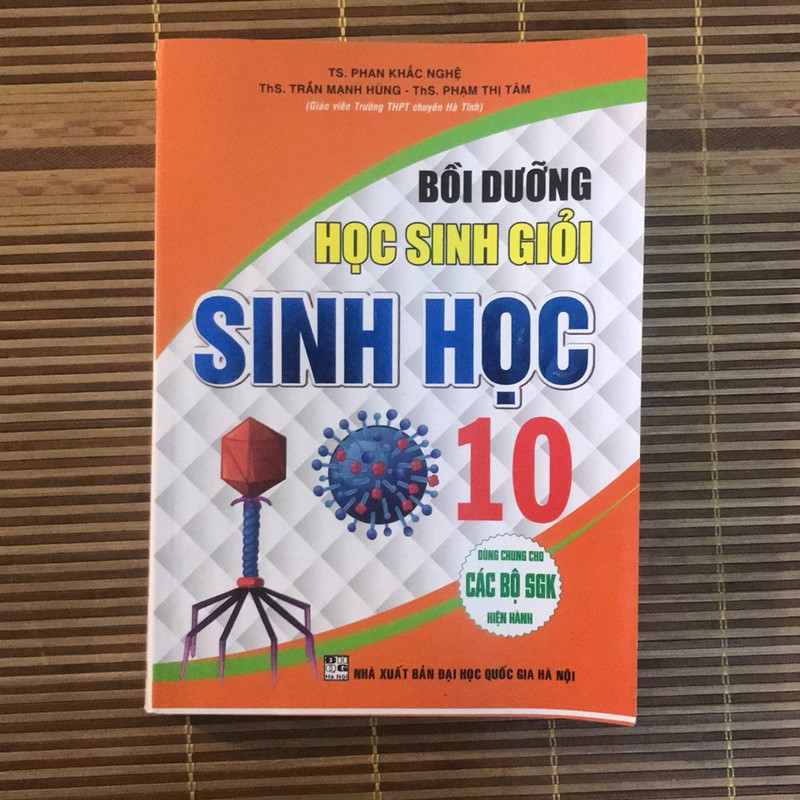 TS. PHAN KHẮC NGHỆ
ThS. TRẦN MẠNH HÙNG - ThS. PHẠM THỊ TÂM
(Giáo viên Trường THPT chuyên Hà Tĩnh)
BỒI DƯỠNG
HỌC SINH GIỎI
SINH HỌC
10
DÙNG CHUNG CHO
CÁC BỘ SGK
HIỆN HÀNH
Hà Nội
NHÀ XUẤT BẢN ĐẠI HỌC QUỐC GIA HÀ NỘI